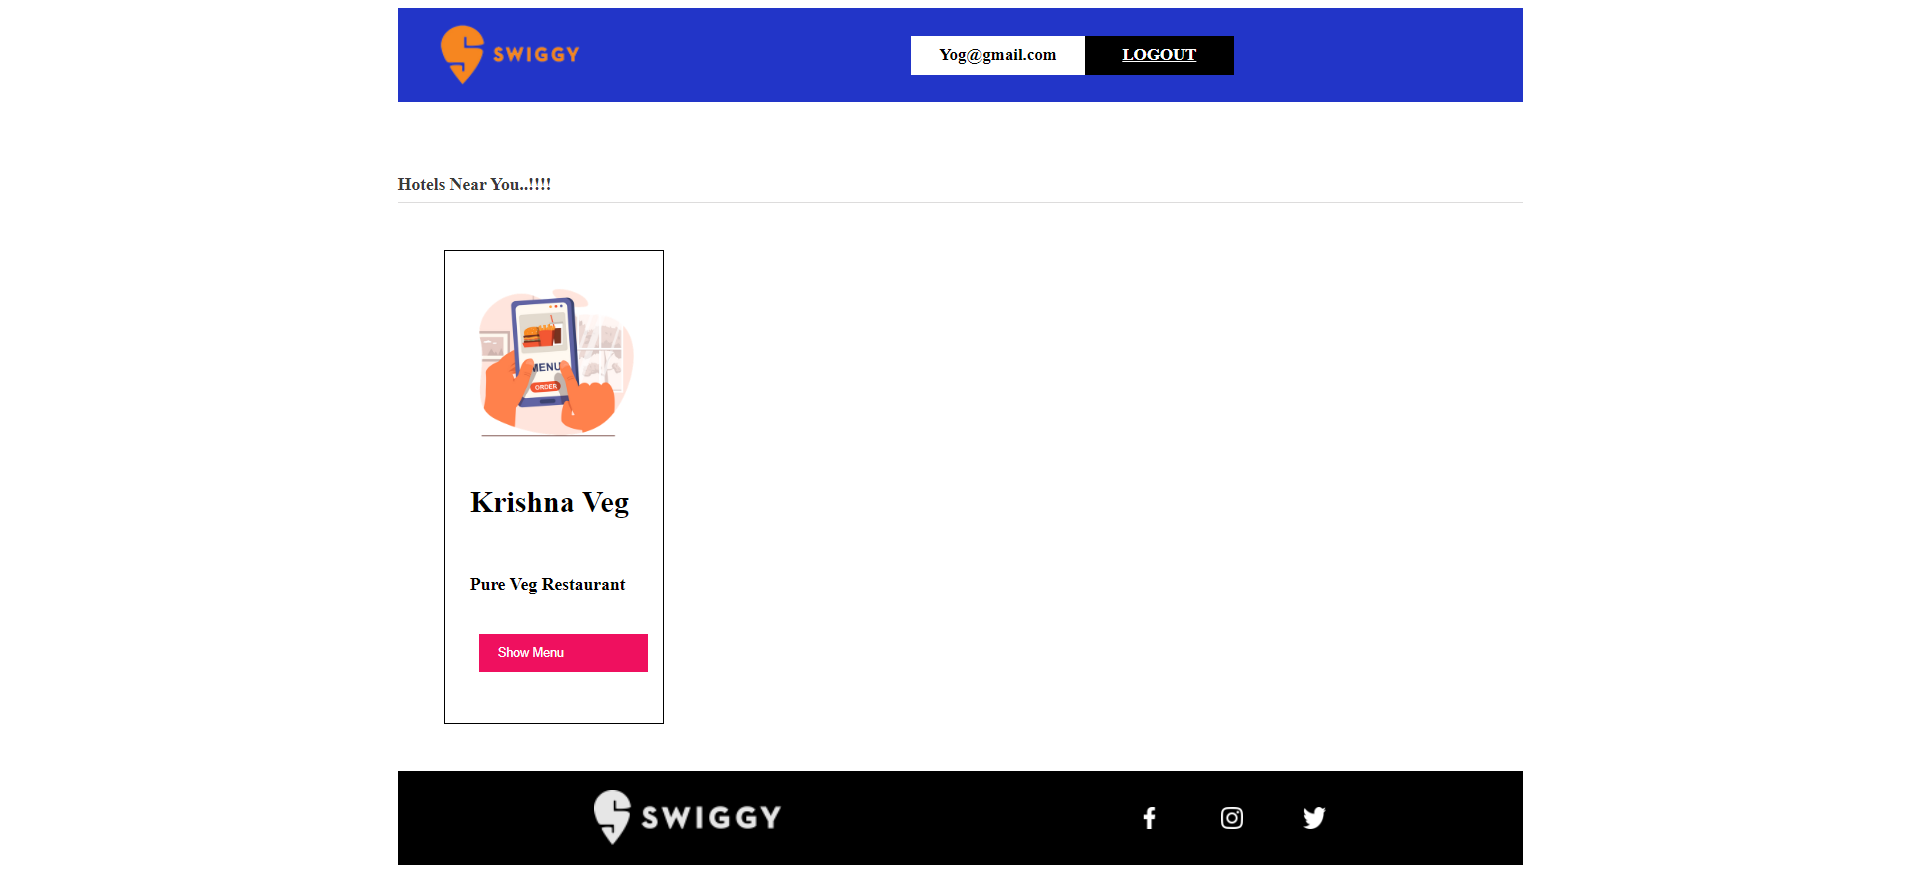 SWIGGY
Yog@gmail.com LOGOUT
Hotels Near You..!!!!
MENU
ORDER
Krishna Veg
Pure Veg Restaurant
Show Menu
SWIGGY